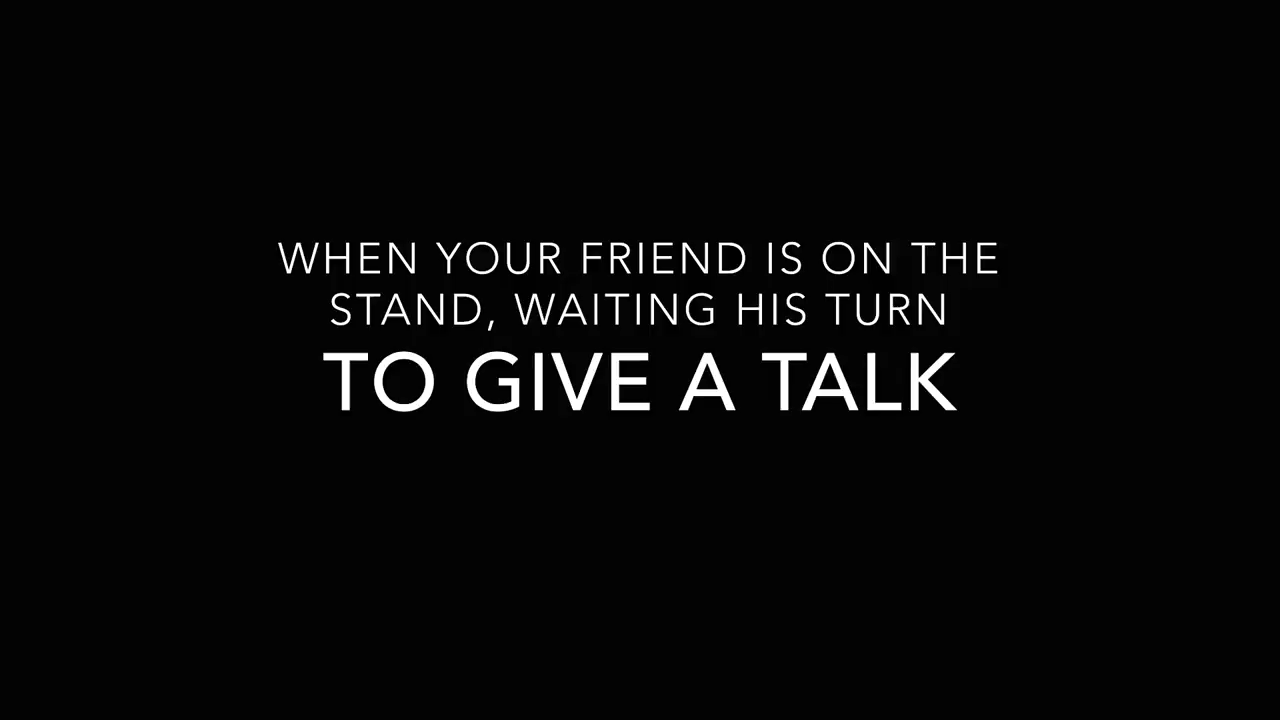 WHEN YOUR FRIEND IS ON THE
STAND, WAITING HIS TURN
TO GIVE A TALK